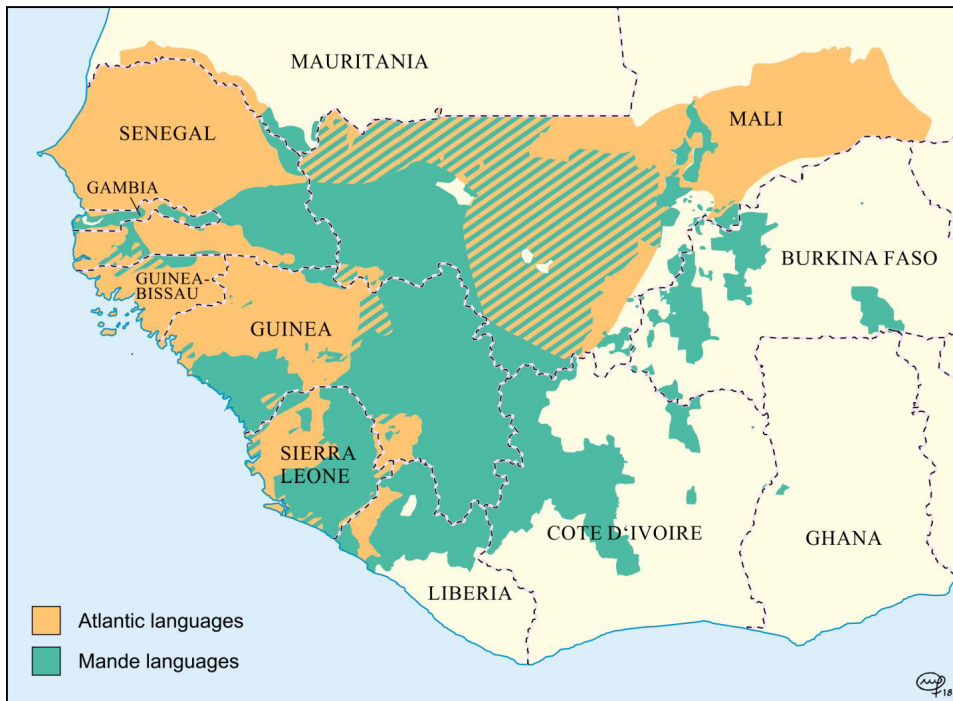 MAURITANIA
SENEGAL
MALI
GAMBIA
BURKINA FASO
GUINEA-
BISSAU
GUINEA
SIERRA
LEONE
COTE D'IVOIRE
GHANA
LIBERIA
Atlantic languages
Mande languages
18